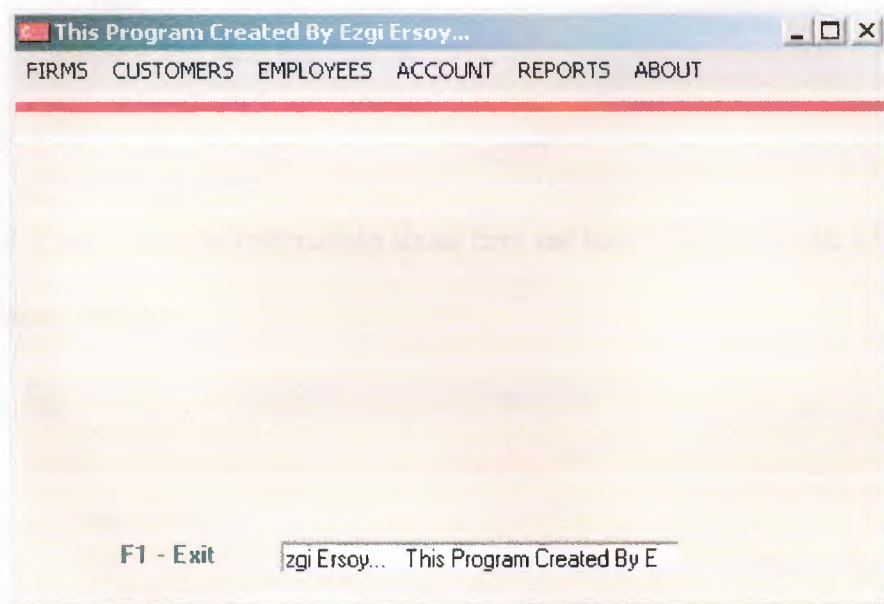 This Program Created By Ezgi Ersoy...
FIRMS CUSTOMERS EMPLOYEES ACCOUNT REPORTS ABOUT
F1 - Exit
zgi Ersoy... This Program Created By E